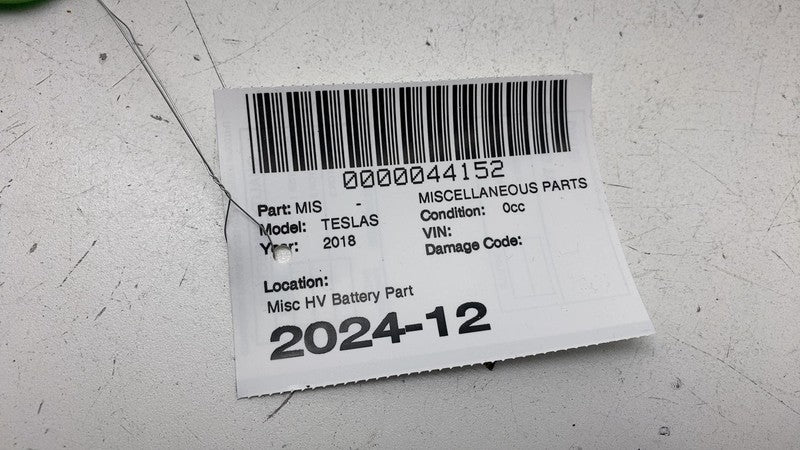 0000044152
Part: MIS - MISCELLANEOUS PARTS
Model: TESLAS Condition: 0cc
Year: 2018 VIN:
Damage Code:
Location:
Misc HV Battery Part
2024-12